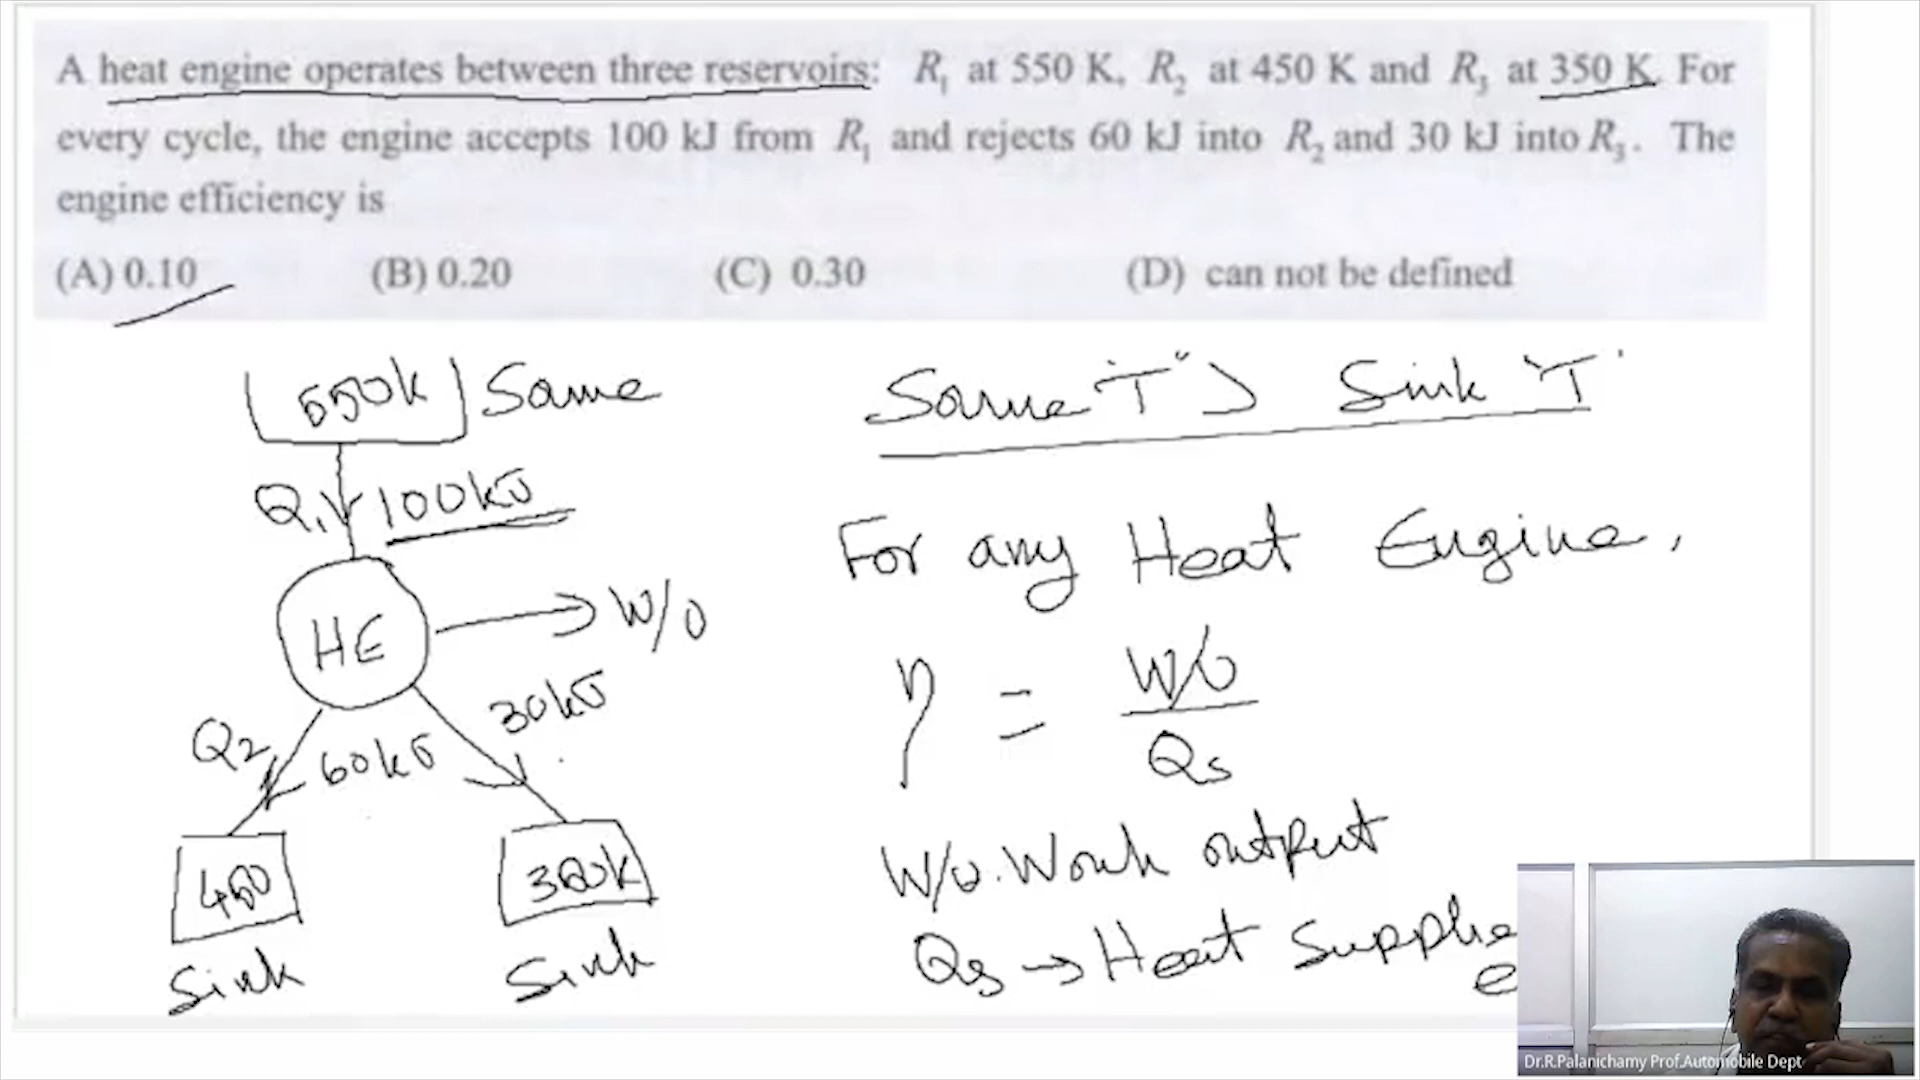 A heat engine operates between three reservoirs: R₁ at 550 K, R₂ at 450 K and R₃ at 350 K. For
every cycle, the engine accepts 100 kJ from R₁ and rejects 60 kJ into R₂ and 30 kJ into R₃. The
engine efficiency is
(A) 0.10 (B) 0.20 (C) 0.30 (D) can not be defined
550K Source
Source "T" Sink 'T'
Q₁ 100kJ
For any Heat Engine,
HE W/O
η = W/O / Qs
30kJ
Q2 60kJ
W/O. Work output
450 350K
Qs → Heat Supplie
Sink Sink
Dr.R.Palanichamy Prof.Automobile Dept